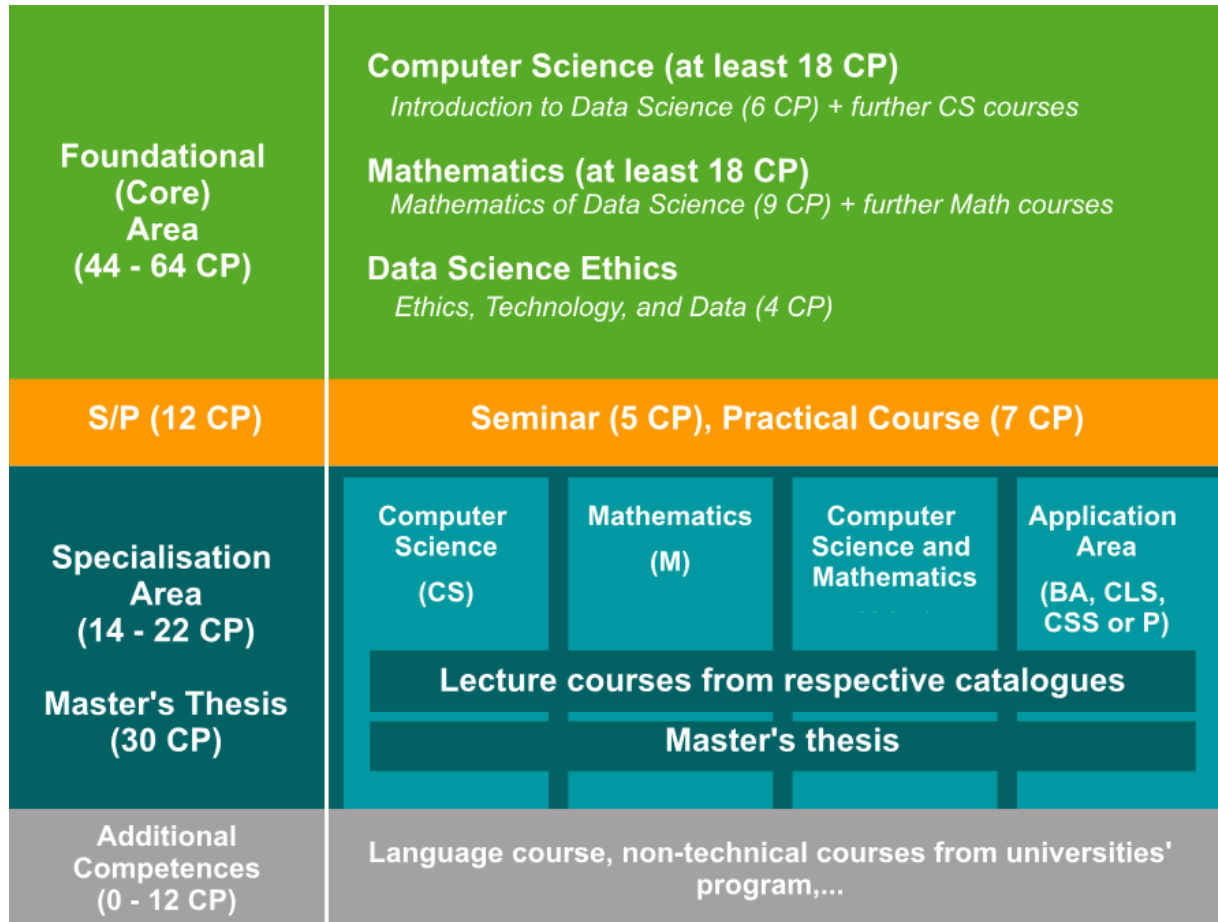 Foundational
(Core)
Area
(44 - 64 CP)
Computer Science (at least 18 CP)
Introduction to Data Science (6 CP) + further CS courses
Mathematics (at least 18 CP)
Mathematics of Data Science (9 CP) + further Math courses
Data Science Ethics
Ethics, Technology, and Data (4 CP)
S/P (12 CP)
Seminar (5 CP), Practical Course (7 CP)
Specialisation
Area
(14 - 22 CP)
Master's Thesis
(30 CP)
Computer
Science
(CS)
Mathematics
(M)
Computer
Science and
Mathematics
Application
Area
(BA, CLS,
CSS or P)
Lecture courses from respective catalogues
Master's thesis
Additional
Competences
(0 - 12 CP)
Language course, non-technical courses from universities'
program,...